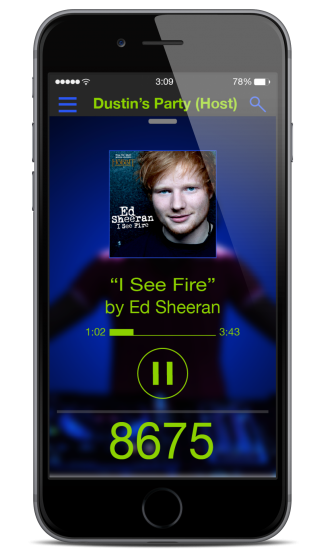 3:09
78%
Dustin's Party (Host)
Ed
Sheeran
I See Fire
"I See Fire"
by Ed Sheeran
1:02
3:43
8675